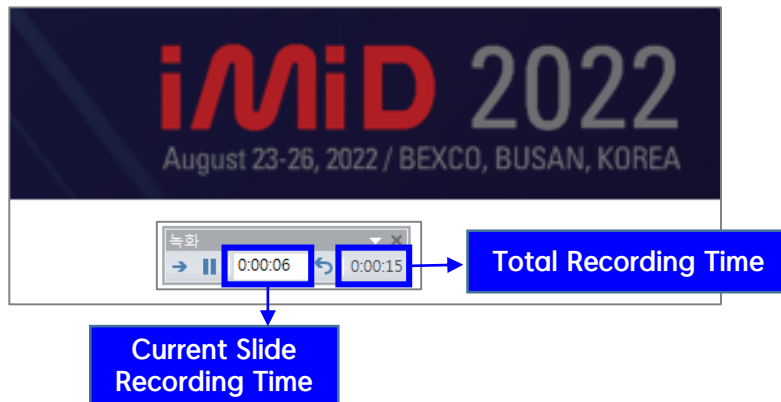 iMiD 2022
August 23-26, 2022 / BEXCO, BUSAN, KOREA
녹화
0:00:06
0:00:15
Total Recording Time
Current Slide
Recording Time